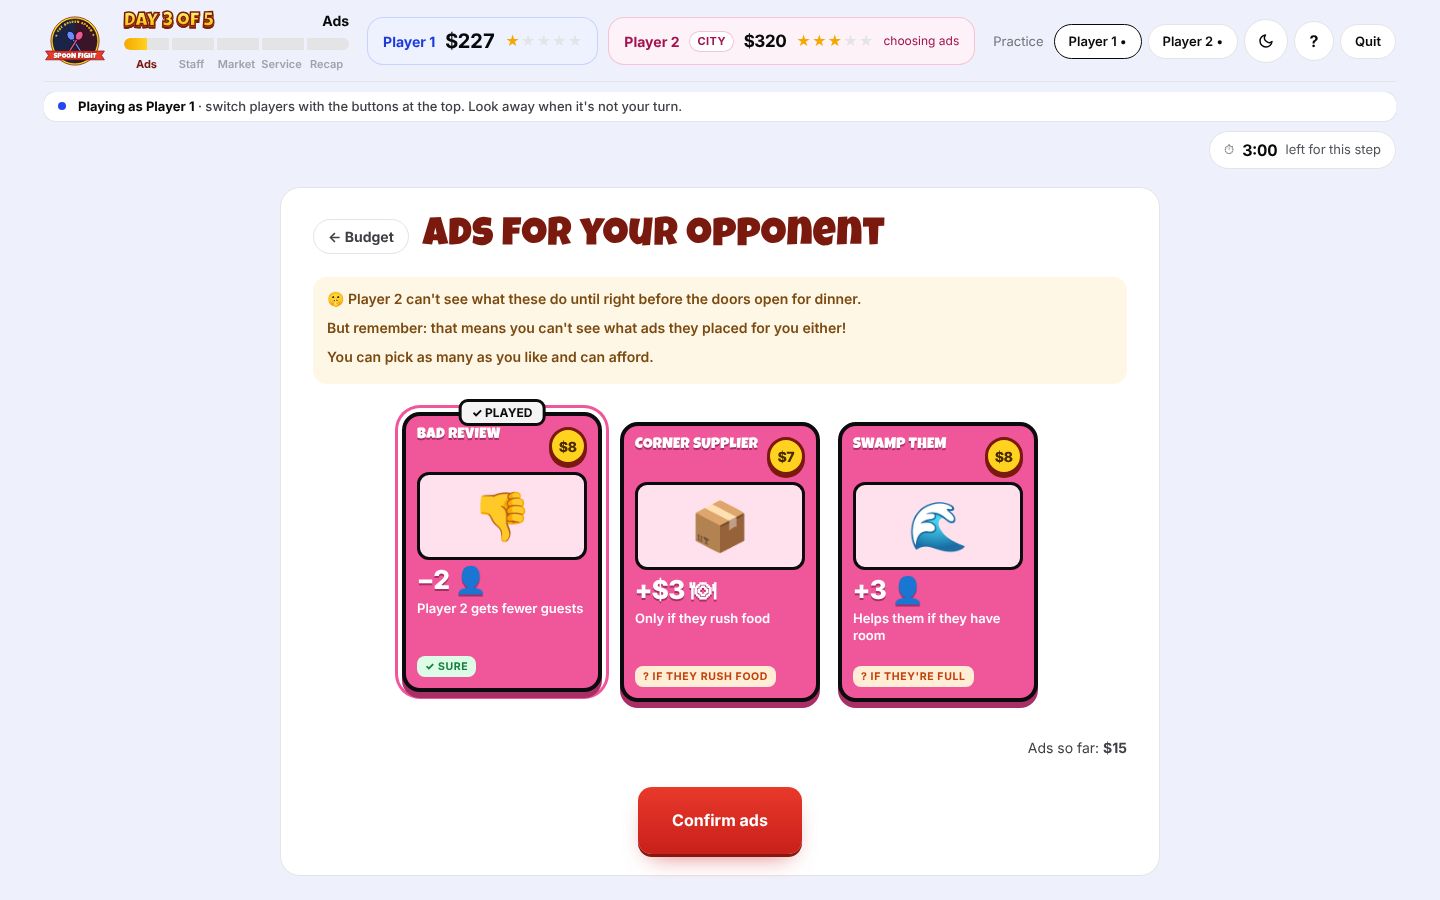 SPOON FIGHT
DAY 3 OF 5
Ads
Ads Staff Market Service Recap
Player 1 $227
Player 2 CITY $320 choosing ads
Practice
Player 1 •
Player 2 •
?
Quit
Playing as Player 1 · switch players with the buttons at the top. Look away when it's not your turn.
3:00 left for this step
← Budget
ADS FOR YOUR OPPONENT
Player 2 can't see what these do until right before the doors open for dinner.
But remember: that means you can't see what ads they placed for you either!
You can pick as many as you like and can afford.
✓ PLAYED
BAD REVIEW
$8
−2
Player 2 gets fewer guests
✓ SURE
CORNER SUPPLIER
$7
+$3
Only if they rush food
? IF THEY RUSH FOOD
SWAMP THEM
$8
+3
Helps them if they have
room
? IF THEY'RE FULL
Ads so far: $15
Confirm ads